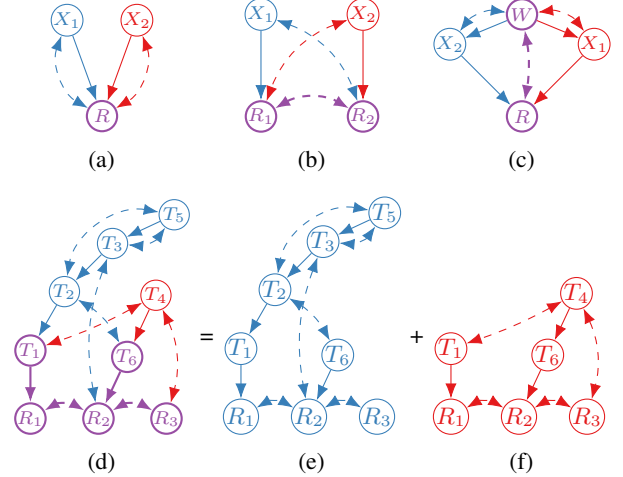 X₁ X₂ X₁ X₂ W
X₂ X₁
R R₁ R₂ R
(a) (b) (c)
T₅ T₅
T₃ T₃
T₂ T₄ T₂ T₄
T₁ T₆ = T₁ T₆ + T₁ T₆
R₁ R₂ R₃ R₁ R₂ R₃ R₁ R₂ R₃
(d) (e) (f)